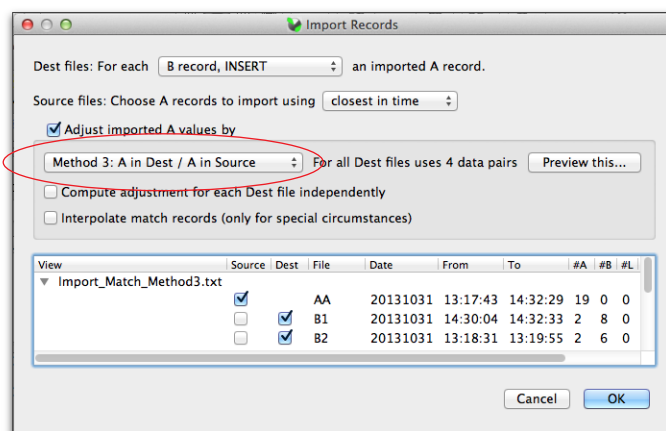 Import Records
Dest files: For each B record, INSERT an imported A record.
Source files: Choose A records to import using closest in time
Adjust imported A values by
Method 3: A in Dest / A in Source For all Dest files uses 4 data pairs Preview this...
Compute adjustment for each Dest file independently
Interpolate match records (only for special circumstances)
View Source Dest File Date From To #A #B #L
Import_Match_Method3.txt
AA 20131031 13:17:43 14:32:29 19 0 0
B1 20131031 14:30:04 14:32:33 2 8 0
B2 20131031 13:18:31 13:19:55 2 6 0
Cancel OK